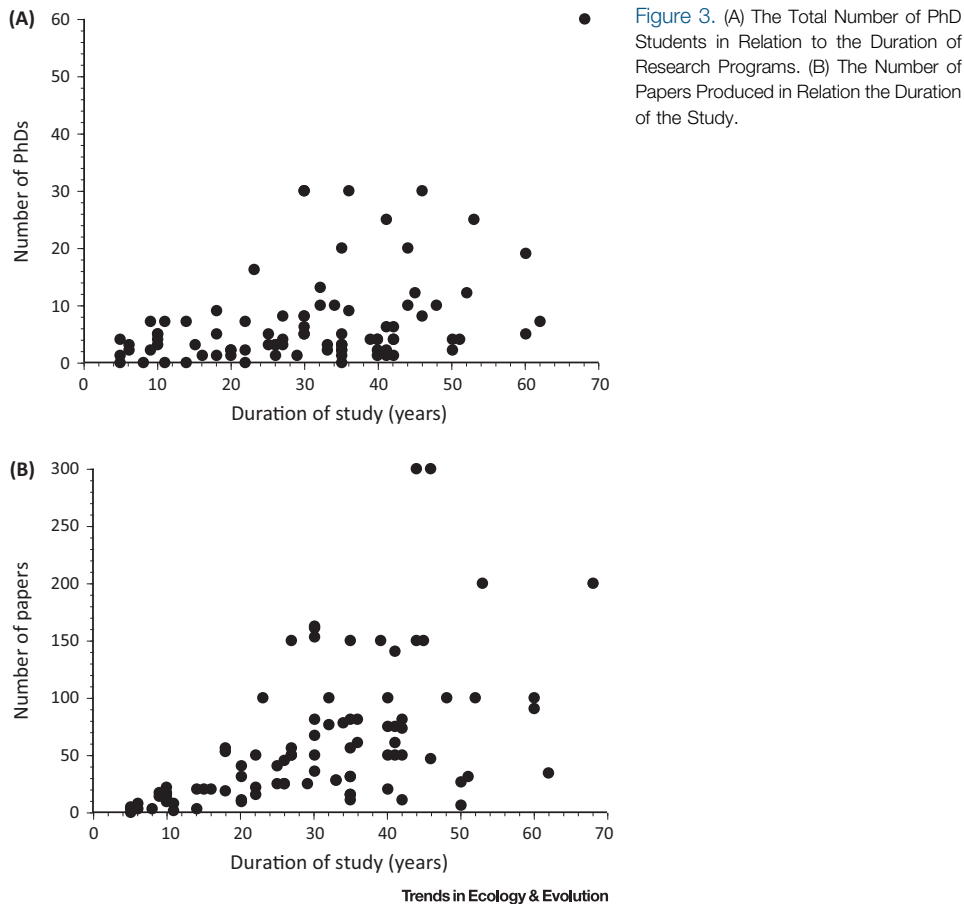 (A)
60
50
40
30
20
10
0
Number of PhDs
0 10 20 30 40 50 60 70
Duration of study (years)
Figure 3. (A) The Total Number of PhD
Students in Relation to the Duration of
Research Programs. (B) The Number of
Papers Produced in Relation the Duration
of the Study.
(B)
300
250
200
150
100
50
0
Number of papers
0 10 20 30 40 50 60 70
Duration of study (years)
Trends in Ecology & Evolution